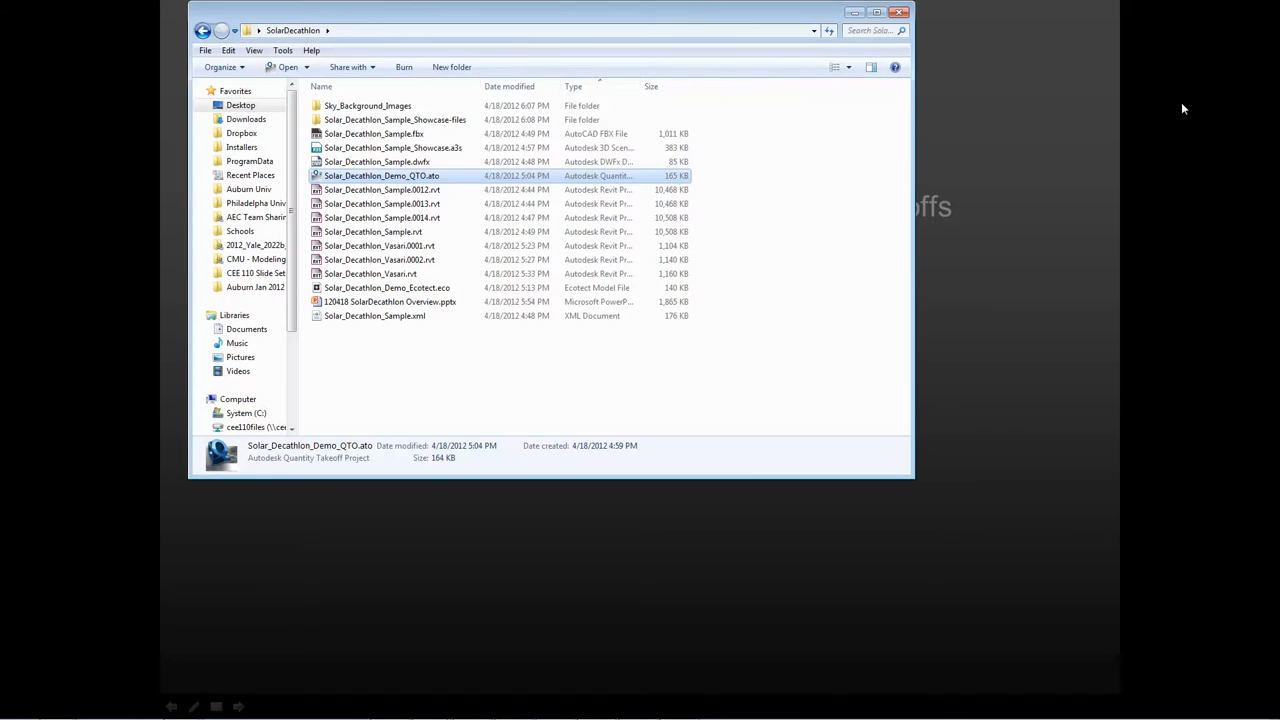 SolarDecathlon
Search Sola...
File Edit View Tools Help
Organize Open Share with Burn New folder
Name Date modified Type Size
Favorites
Desktop
Downloads
Dropbox
Installers
ProgramData
Recent Places
Auburn Univ
Philadelpha Univ
AEC Team Sharin
Schools
2012_Yale_2022b_
CMU - Modeling
CEE 110 Slide Set
Auburn Jan 2012
Libraries
Documents
Music
Pictures
Videos
Computer
System (C:)
cee110files (\\cee
Sky_Background_Images 4/18/2012 6:07 PM File folder
Solar_Decathlon_Sample_Showcase-files 4/18/2012 6:08 PM File folder
Solar_Decathlon_Sample.fbx 4/18/2012 4:49 PM AutoCAD FBX File 1,011 KB
Solar_Decathlon_Sample_Showcase.a3s 4/18/2012 4:57 PM Autodesk 3D Scen... 383 KB
Solar_Decathlon_Sample.dwfx 4/18/2012 4:48 PM Autodesk DWFx D... 85 KB
Solar_Decathlon_Demo_QTO.ato 4/18/2012 5:04 PM Autodesk Quantit... 165 KB
Solar_Decathlon_Sample.0012.rvt 4/18/2012 4:44 PM Autodesk Revit Pr... 10,468 KB
Solar_Decathlon_Sample.0013.rvt 4/18/2012 4:44 PM Autodesk Revit Pr... 10,468 KB
Solar_Decathlon_Sample.0014.rvt 4/18/2012 4:47 PM Autodesk Revit Pr... 10,508 KB
Solar_Decathlon_Sample.rvt 4/18/2012 4:49 PM Autodesk Revit Pr... 10,508 KB
Solar_Decathlon_Vasari.0001.rvt 4/18/2012 5:23 PM Autodesk Revit Pr... 1,104 KB
Solar_Decathlon_Vasari.0002.rvt 4/18/2012 5:27 PM Autodesk Revit Pr... 1,140 KB
Solar_Decathlon_Vasari.rvt 4/18/2012 5:33 PM Autodesk Revit Pr... 1,160 KB
Solar_Decathlon_Demo_Ecotect.eco 4/18/2012 5:13 PM Ecotect Model File 140 KB
120418 SolarDecathlon Overview.pptx 4/18/2012 5:54 PM Microsoft PowerP... 1,865 KB
Solar_Decathlon_Sample.xml 4/18/2012 4:48 PM XML Document 176 KB
offs
Solar_Decathlon_Demo_QTO.ato Date modified: 4/18/2012 5:04 PM Date created: 4/18/2012 4:59 PM
Autodesk Quantity Takeoff Project Size: 164 KB